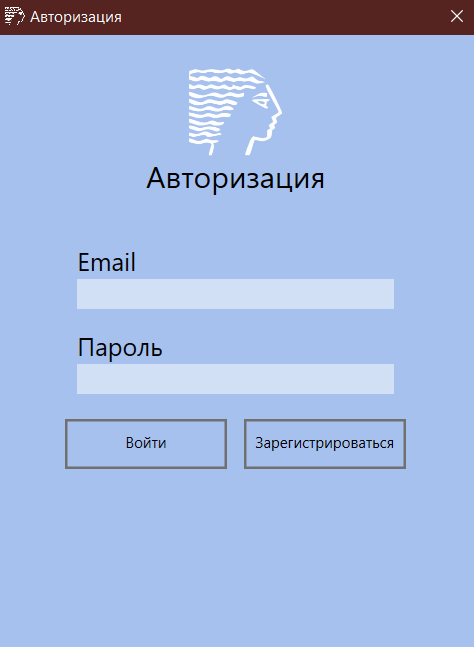 Авторизация
Авторизация
Email
Пароль
Войти
Зарегистрироваться